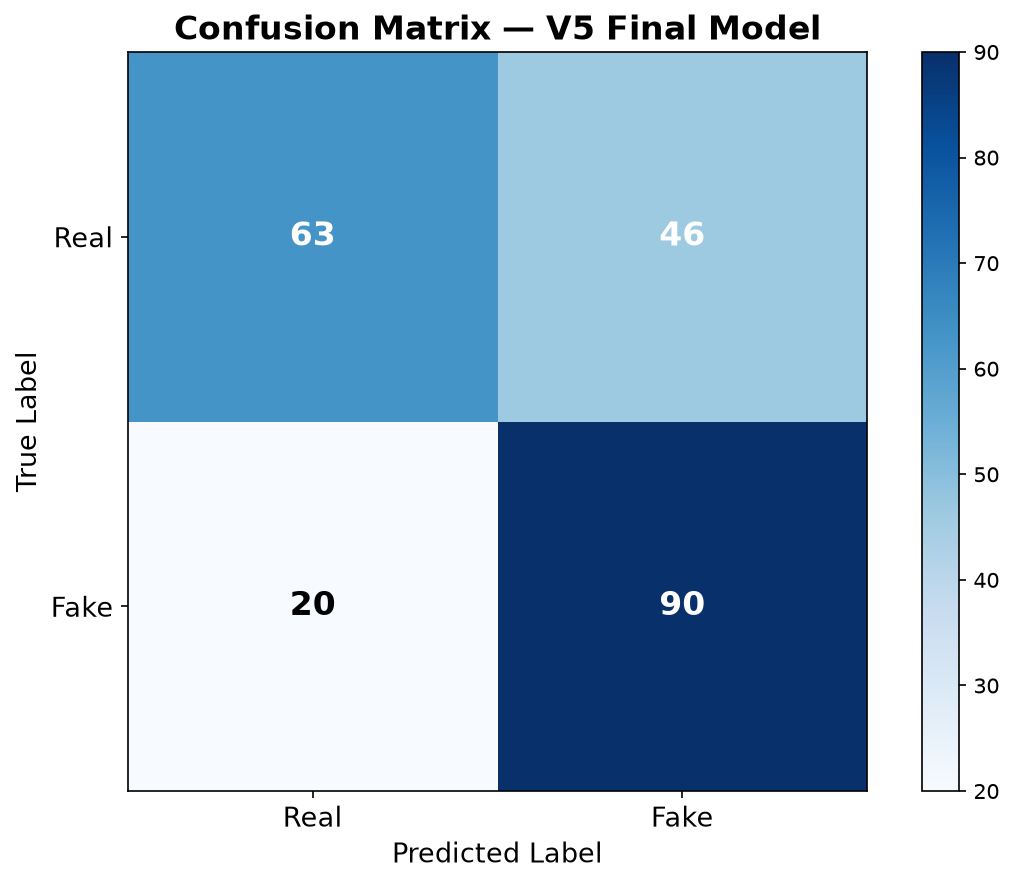 Confusion Matrix — V5 Final Model
90
80
70
60
50
40
30
20
True Label
Real
63
46
Fake
20
90
Real
Fake
Predicted Label